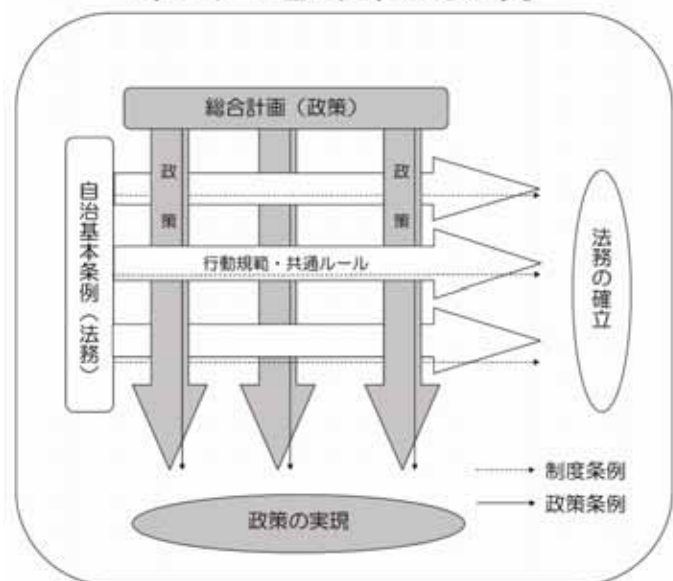 総合計画（政策）
自治基本条例（法務）
政策
政策
行動規範・共通ルール
法務の確立
制度条例
政策条例
政策の実現